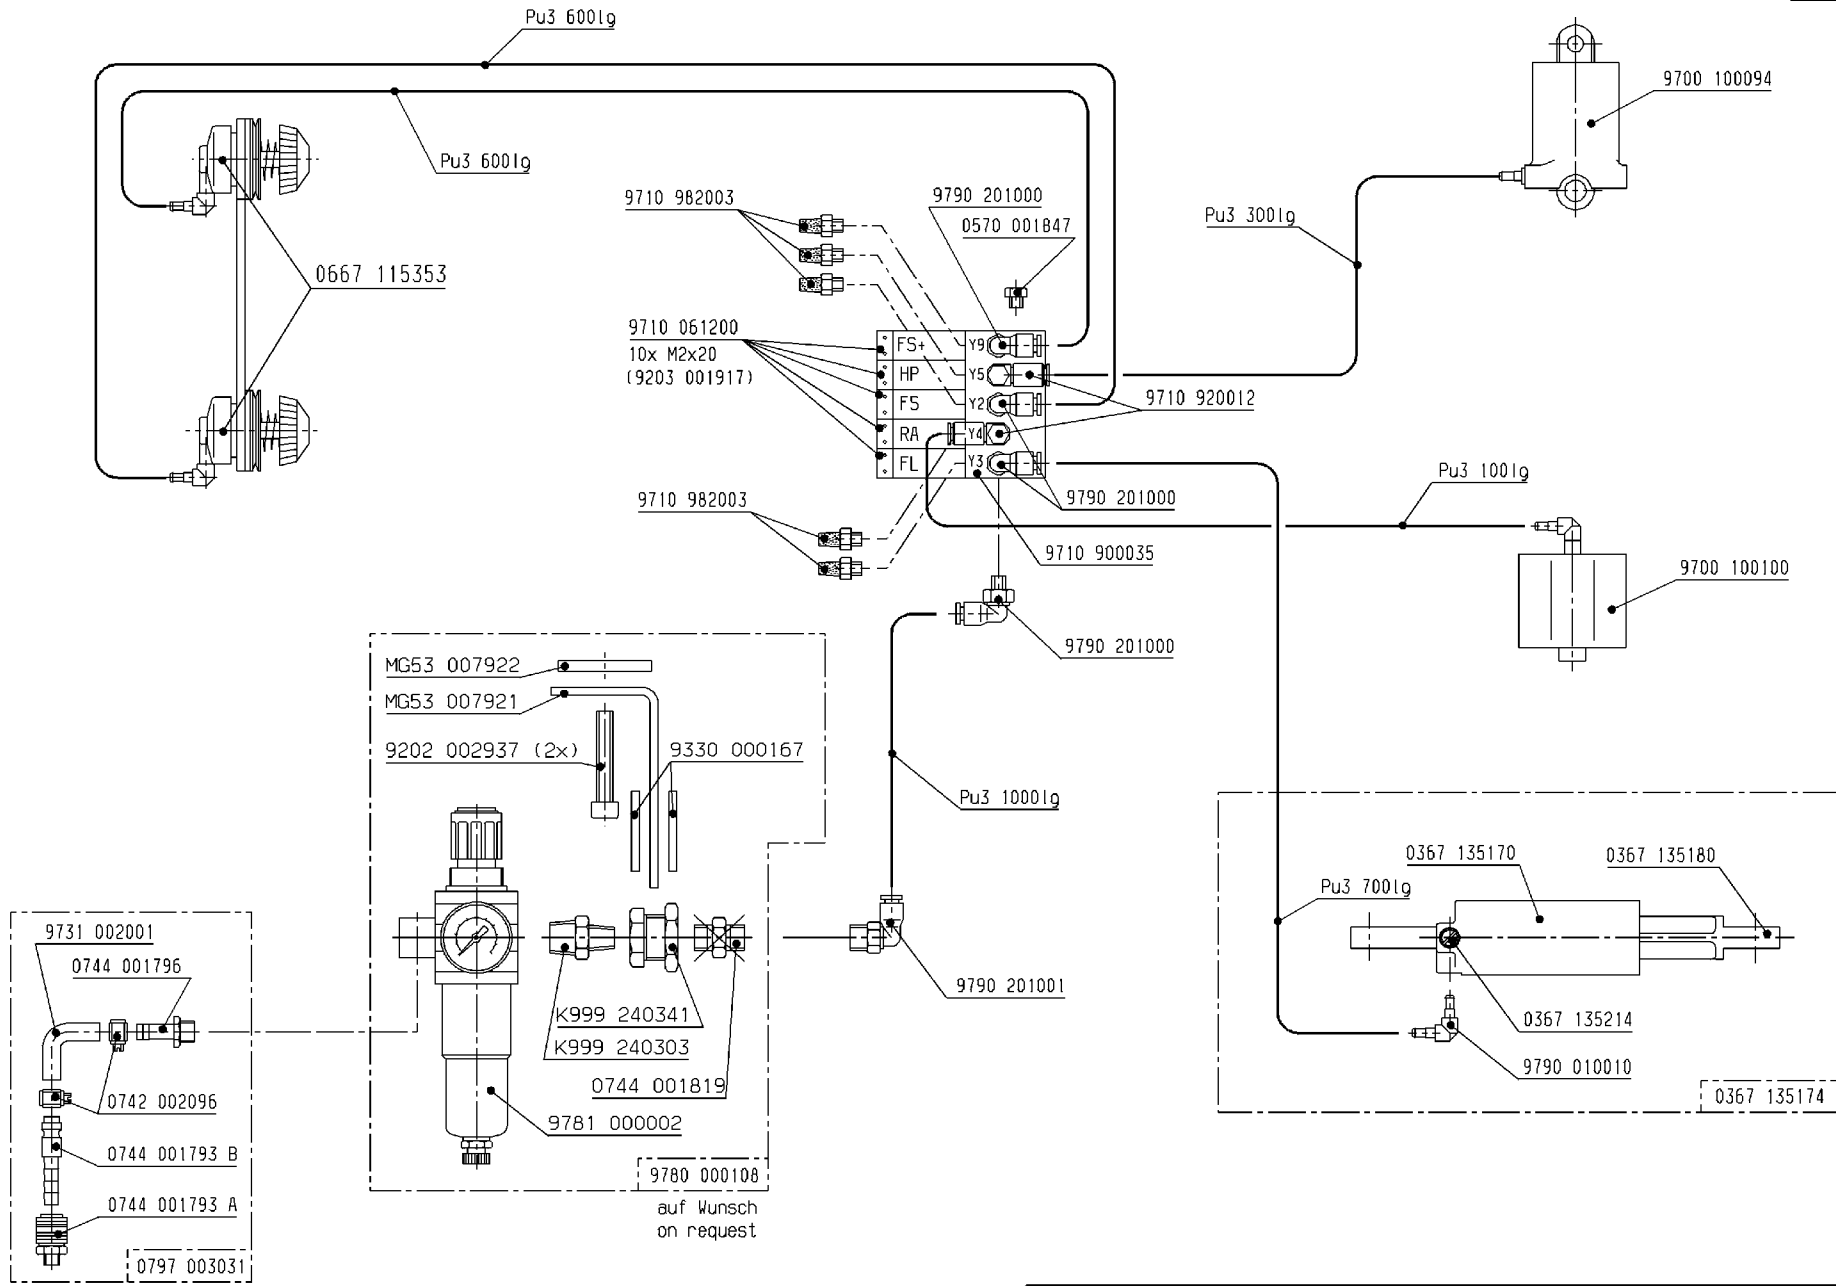 Pu3 600lg
Pu3 600lg
0667 115353
9710 982003
9790 201000
0570 001847
Pu3 300lg
9700 100094
9710 061200
10x M2x20
(9203 001917)
FS+ Y9
HP Y5
FS Y2
RA Y4
FL Y3
9710 920012
9710 982003
9790 201000
9710 900035
Pu3 100lg
9700 100100
9790 201000
MG53 007922
MG53 007921
9202 002937 (2x)
9330 000167
Pu3 1000lg
9790 201001
K999 240341
K999 240303
0744 001819
9781 000002
9780 000108
auf Wunsch
on request
9731 002001
0744 001796
0742 002096
0744 001793 B
0744 001793 A
0797 003031
Pu3 700lg
0367 135170
0367 135180
0367 135214
9790 010010
0367 135174